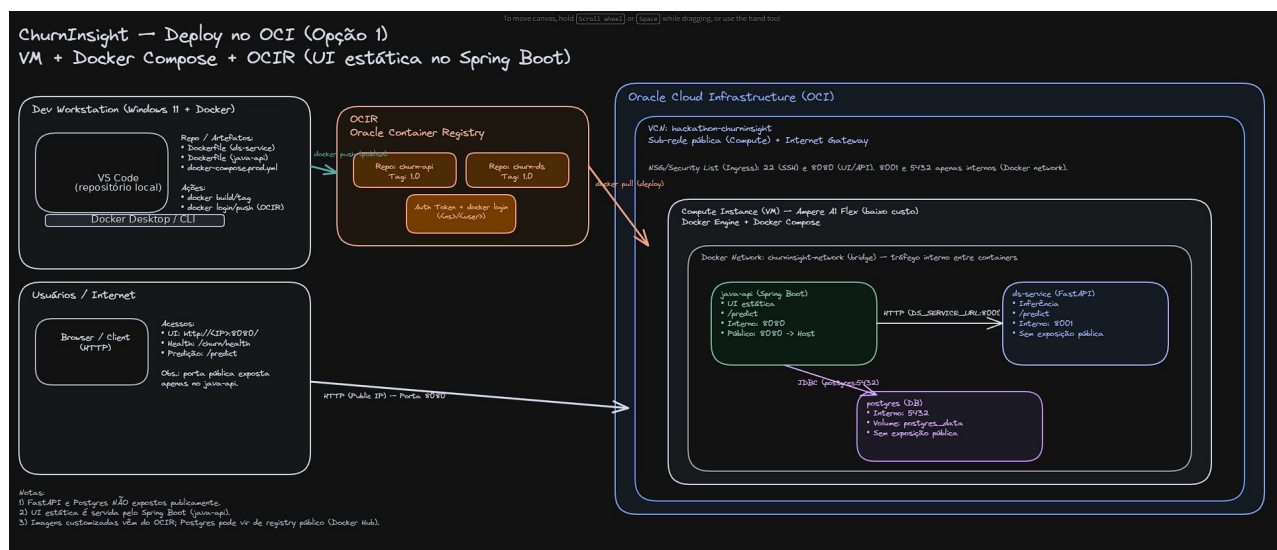 To move canvas, hold Scroll wheel or Space while dragging, or use the hand tool
ChurnInsight — Deploy no OCI (Opção 1)
VM + Docker Compose + OCIR (UI estática no Spring Boot)
Dev Workstation (Windows 11 + Docker)
VS Code
(repositório local)
Docker Desktop / CLI
Repo / Artefatos:
• Dockerfile (ds-service)
• Dockerfile (java-api)
• docker-compose.prod.yml
Ações:
• docker build/tag
• docker login/push (OCIR)
docker push (publish)
OCIR
Oracle Container Registry
Repo: churn-api
Tag: 1.0
Repo: churn-ds
Tag: 1.0
Auth Token + docker login
(<ns>/<user>)
docker pull (deploy)
Oracle Cloud Infrastructure (OCI)
VCN: hackathon-churninsight
Sub-rede pública (Compute) + Internet Gateway
NSG/Security List (Ingress): 22 (SSH) e 8080 (UI/API). 8001 e 5432 apenas internos (Docker network).
Compute Instance (VM) — Ampere A1 Flex (baixo custo)
Docker Engine + Docker Compose
Docker Network: churninsight-network (bridge) — tráfego interno entre containers
java-api (Spring Boot)
• UI estática
• /predict
• Interno: 8080
• Público: 8080 -> Host
HTTP (DS_SERVICE_URL:8001)
ds-service (FastAPI)
• Inferência
• /predict
• Interno: 8001
• Sem exposição pública
JDBC (postgres:5432)
postgres (DB)
• Interno: 5432
• Volume: postgres_data
• Sem exposição pública
Usuários / Internet
Browser / Client
(HTTP)
Acessos:
• UI: http://<IP>:8080/
• Health: /churn/health
• Predição: /predict
Obs.: porta pública exposta
apenas no java-api.
HTTP (Public IP) — Porta 8080
Notas:
1) FastAPI e Postgres NÃO expostos publicamente.
2) UI estática é servida pelo Spring Boot (java-api).
3) Imagens customizadas vêm do OCIR; Postgres pode vir de registry público (Docker Hub).